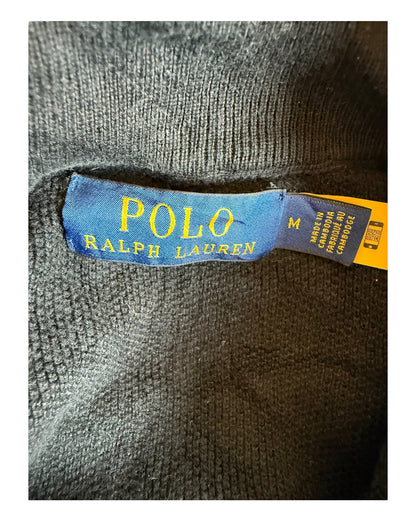 POLO
RALPH LAUREN
M
MADE IN
CAMBODIA
FABRIQUÉ AU
CAMBODGE